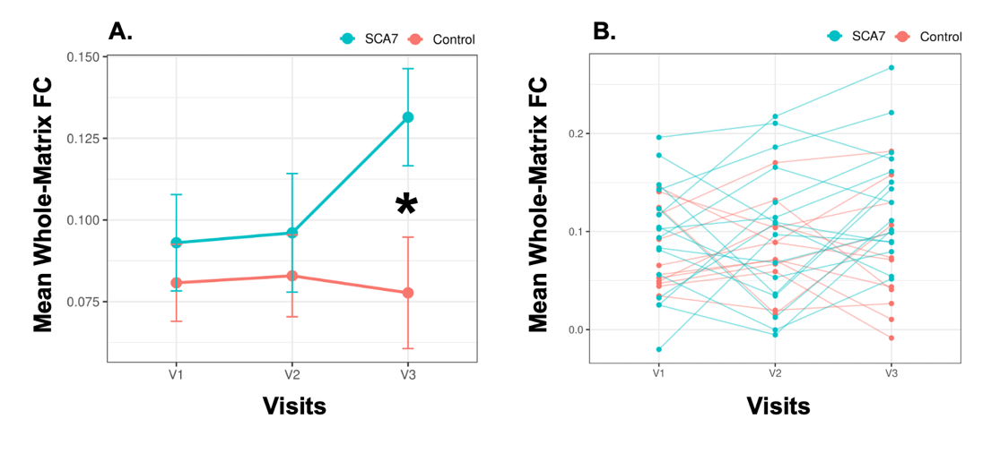 A.
SCA7 Control
Mean Whole-Matrix FC
0.150
0.125
0.100
0.075
*
V1 V2 V3
Visits
B.
SCA7 Control
Mean Whole-Matrix FC
0.2
0.1
0.0
V1 V2 V3
Visits